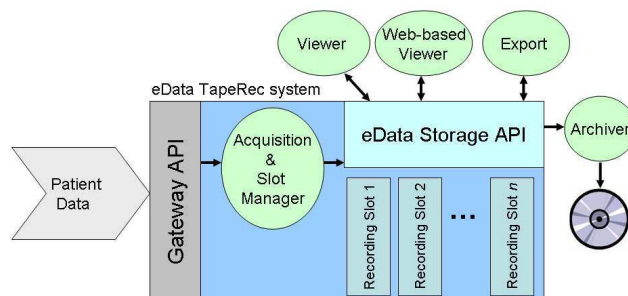 Viewer
Web-based
Viewer
Export
eData TapeRec system
Patient
Data
Gateway API
Acquisition
&
Slot
Manager
eData Storage API
Archiver
Recording Slot 1
Recording Slot 2
...
Recording Slot n